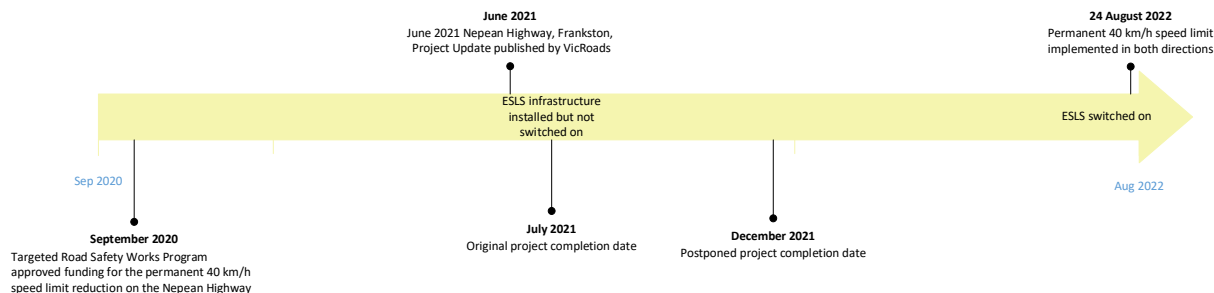 June 2021
June 2021 Nepean Highway, Frankston,
Project Update published by VicRoads
24 August 2022
Permanent 40 km/h speed limit
implemented in both directions
ESLS infrastructure
installed but not
switched on
ESLS switched on
Sep 2020
Aug 2022
September 2020
Targeted Road Safety Works Program
approved funding for the permanent 40 km/h
speed limit reduction on the Nepean Highway
July 2021
Original project completion date
December 2021
Postponed project completion date